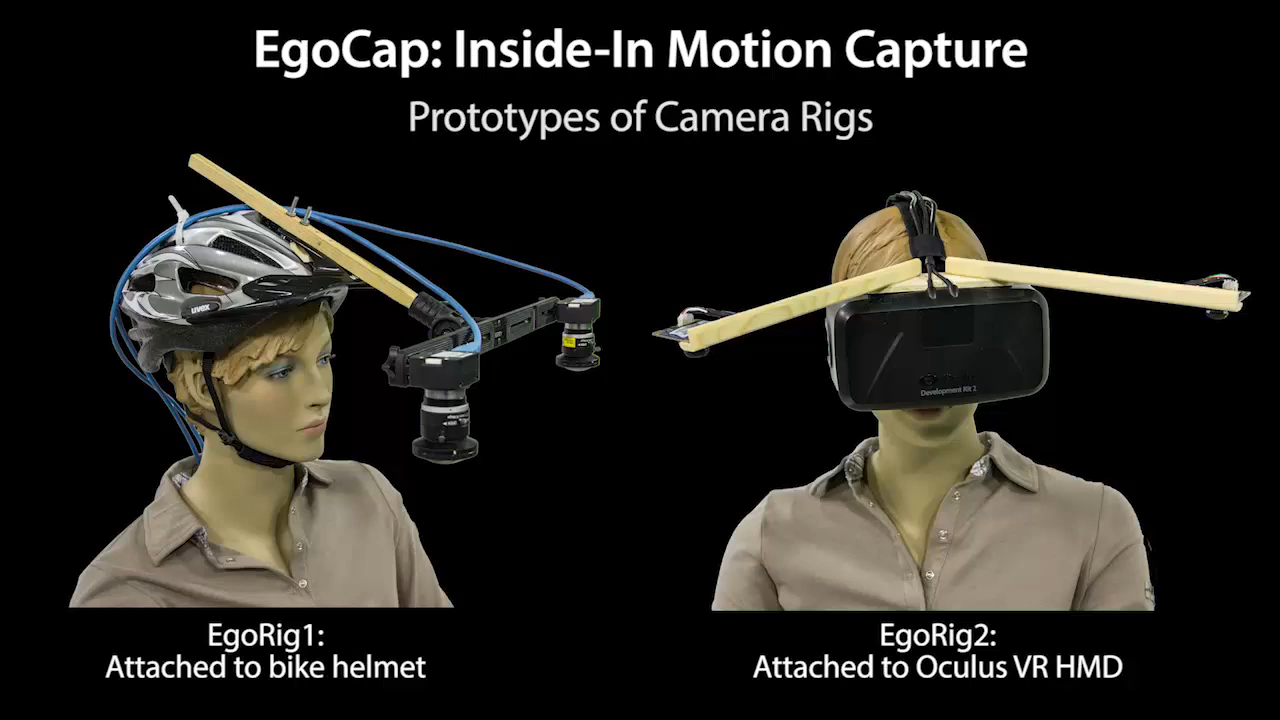 EgoCap: Inside-In Motion Capture
Prototypes of Camera Rigs
uvex
Development Kit 2
EgoRig1:
Attached to bike helmet
EgoRig2:
Attached to Oculus VR HMD